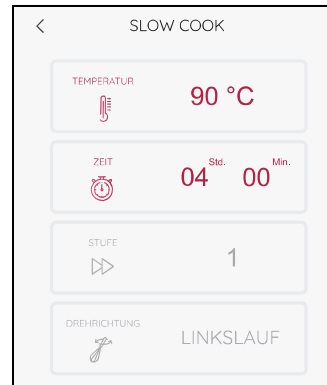 SLOW COOK
TEMPERATUR
90 °C
ZEIT
04 Std. 00 Min.
STUFE
1
DREHRICHTUNG
LINKSLAUF